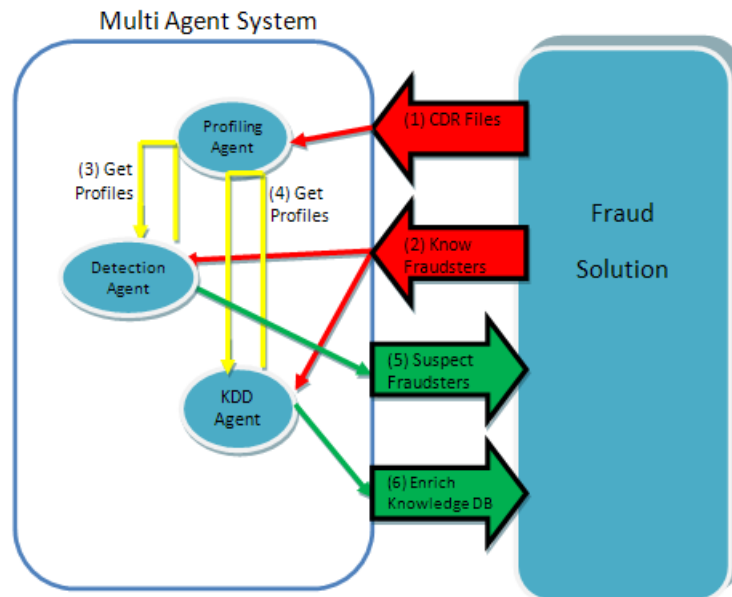 Multi Agent System
Profiling
Agent
(1) CDR Files
(3) Get
Profiles
(4) Get
Profiles
(2) Know
Fraudsters
Fraud
Solution
Detection
Agent
(5) Suspect
Fraudsters
KDD
Agent
(6) Enrich
Knowledge DB